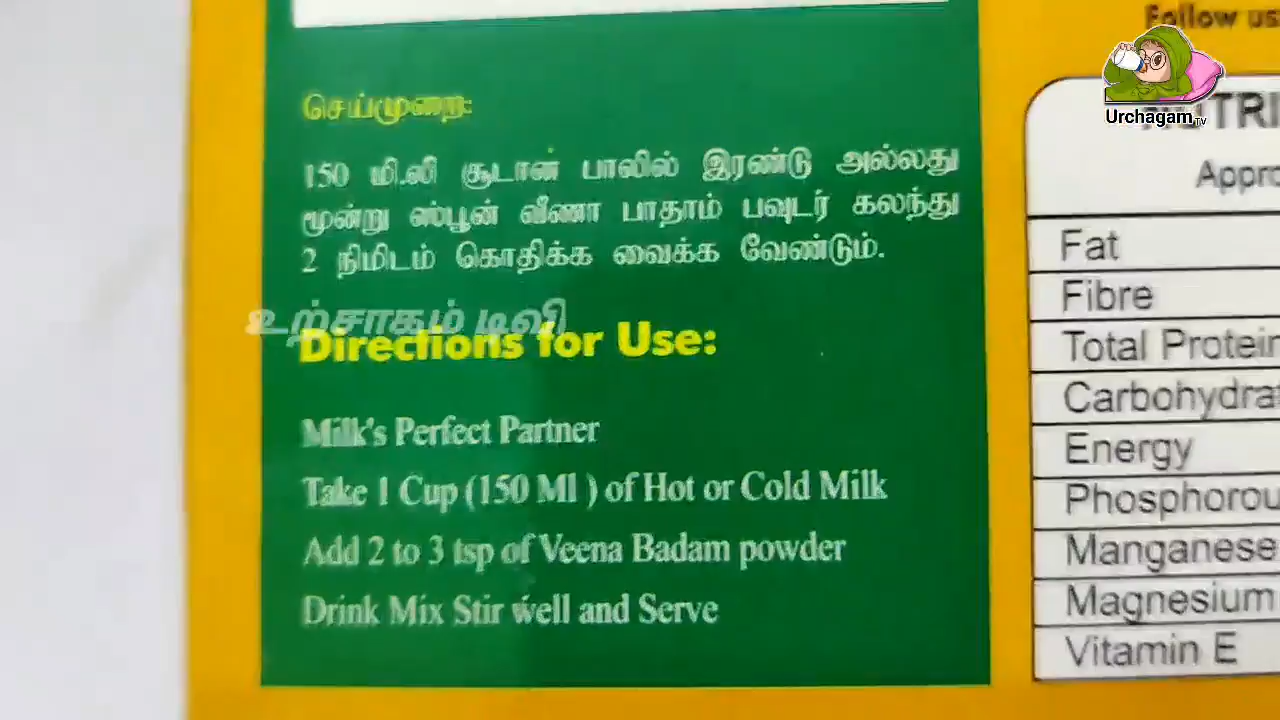 Follow us
Urchagam Tv
செய்முறை:
150 மி.லி சூடான் பாலில் இரண்டு அல்லது
மூன்று ஸ்பூன் வீணா பாதாம் பவுடர் கலந்து
2 நிமிடம் கொதிக்க வைக்க வேண்டும்.
உற்சாகம் டிவி
Directions for Use:
Milk's Perfect Partner
Take 1 Cup (150 Ml ) of Hot or Cold Milk
Add 2 to 3 tsp of Veena Badam powder
Drink Mix Stir well and Serve
Fat
Fibre
Total Protein
Energy
Manganese
Magnesium
Vitamin E